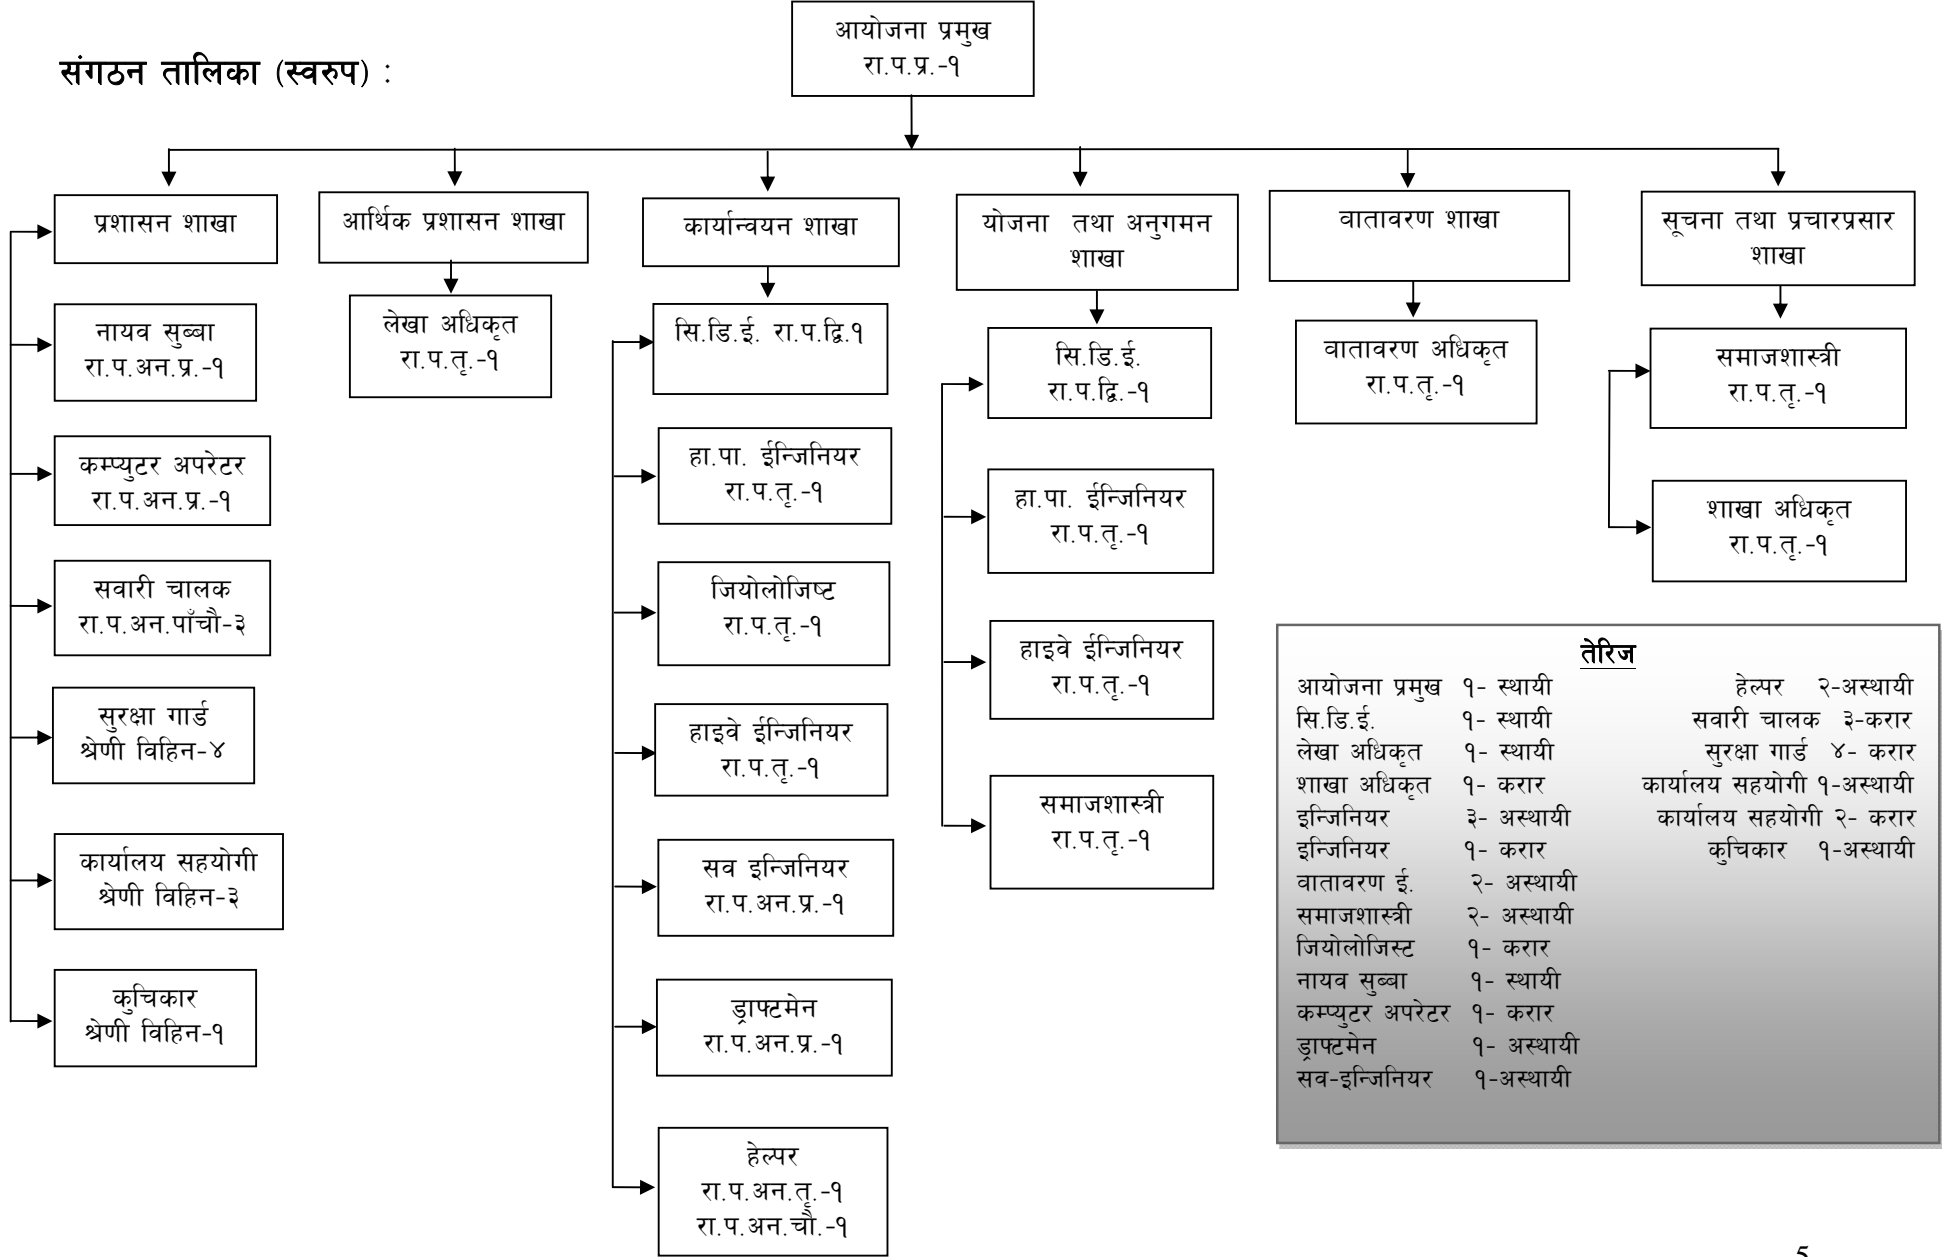 संगठन तालिका (स्वरुप) :
आयोजना प्रमुख
रा.प.प्र.-१
प्रशासन शाखा
नायव सुब्बा
रा.प.अन.प्र.-१
कम्प्युटर अपरेटर
रा.प.अन.प्र.-१
सवारी चालक
रा.प.अन.पाँचौ-३
सुरक्षा गार्ड
श्रेणी विहिन-४
कार्यालय सहयोगी
श्रेणी विहिन-३
कुचिकार
श्रेणी विहिन-१
आर्थिक प्रशासन शाखा
लेखा अधिकृत
रा.प.तृ.-१
कार्यान्वयन शाखा
सि.डि.ई. रा.प.द्वि.१
हा.पा. ईन्जिनियर
रा.प.तृ.-१
जियोलोजिष्ट
रा.प.तृ.-१
हाइवे ईन्जिनियर
रा.प.तृ.-१
सव इन्जिनियर
रा.प.अन.प्र.-१
ड्राफ्टमेन
रा.प.अन.प्र.-१
हेल्पर
रा.प.अन.तृ.-१
रा.प.अन.चौ.-१
योजना तथा अनुगमन
शाखा
सि.डि.ई.
रा.प.द्वि.-१
हा.पा. ईन्जिनियर
रा.प.तृ.-१
हाइवे ईन्जिनियर
रा.प.तृ.-१
समाजशास्त्री
रा.प.तृ.-१
वातावरण शाखा
वातावरण अधिकृत
रा.प.तृ.-१
सूचना तथा प्रचारप्रसार
शाखा
समाजशास्त्री
रा.प.तृ.-१
शाखा अधिकृत
रा.प.तृ.-१
तेरिज
आयोजना प्रमुख १- स्थायी हेल्पर २-अस्थायी
सि.डि.ई. १- स्थायी सवारी चालक ३-करार
लेखा अधिकृत १- स्थायी सुरक्षा गार्ड ४- करार
शाखा अधिकृत १- करार कार्यालय सहयोगी १-अस्थायी
इन्जिनियर ३- अस्थायी कार्यालय सहयोगी २- करार
इन्जिनियर १- करार कुचिकार १-अस्थायी
वातावरण ई. २- अस्थायी
समाजशास्त्री २- अस्थायी
जियोलोजिस्ट १- करार
नायव सुब्बा १- स्थायी
कम्प्युटर अपरेटर १- करार
ड्राफ्टमेन १- अस्थायी
सव-इन्जिनियर १-अस्थायी
5